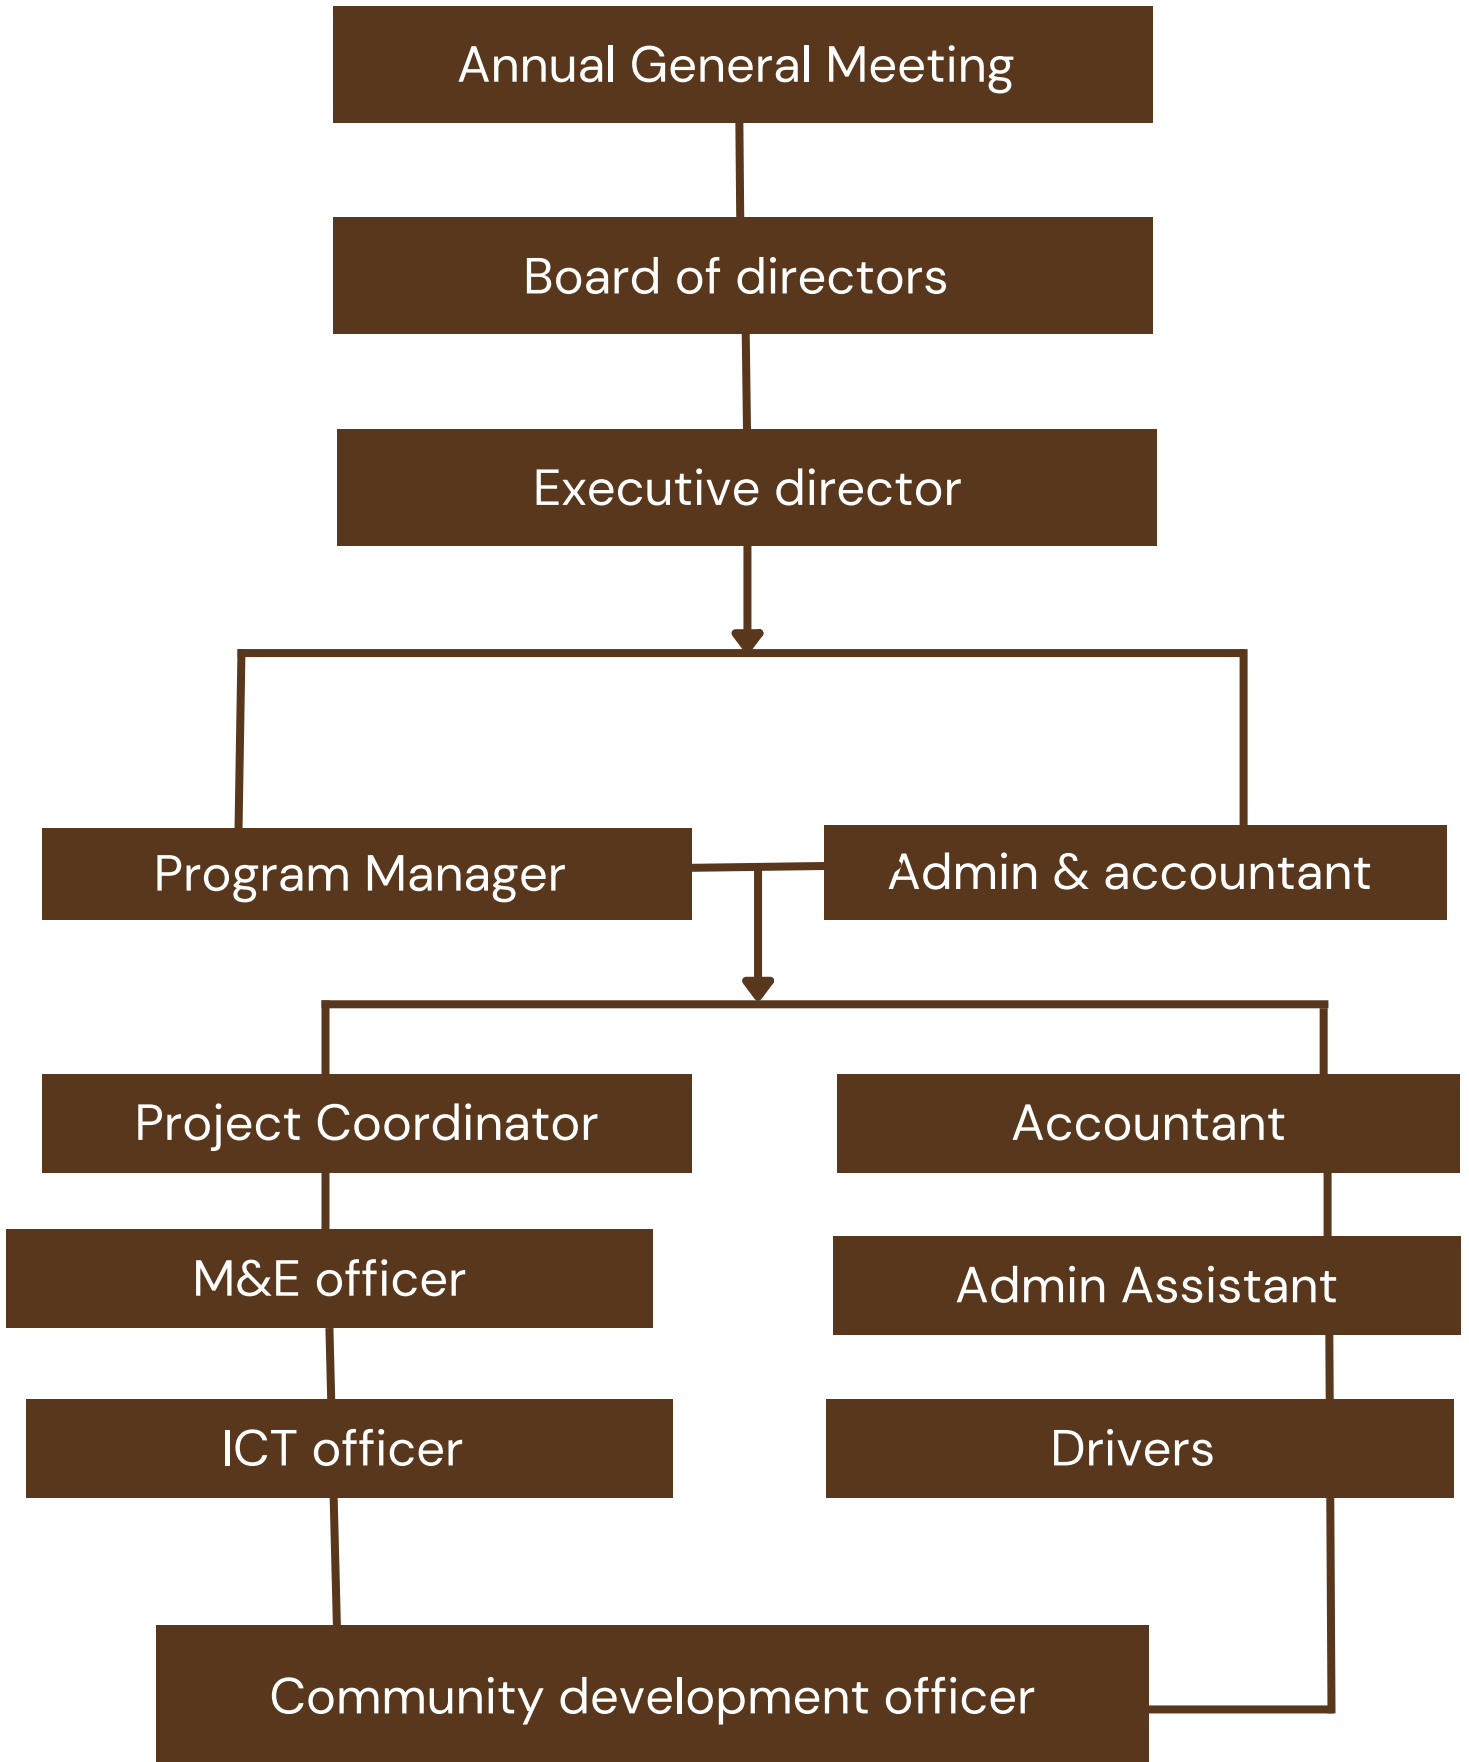 Annual General Meeting
Board of directors
Executive director
Program Manager
Admin & accountant
Project Coordinator
Accountant
M&E officer
Admin Assistant
ICT officer
Drivers
Community development officer